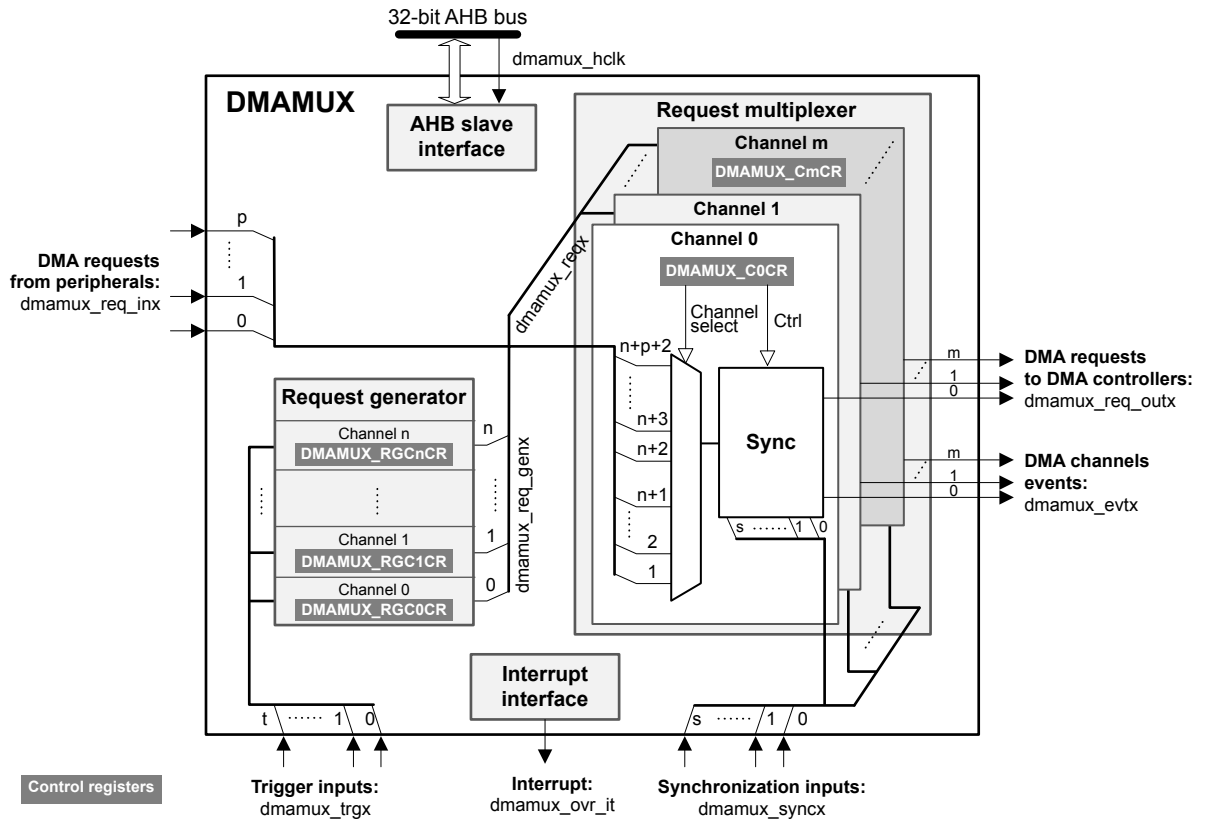 32-bit AHB bus
dmamux_hclk
DMAMUX
AHB slave
interface
Request multiplexer
Channel m
DMAMUX_CmCR
Channel 1
Channel 0
DMAMUX_C0CR
Channel
select
Ctrl
p
DMA requests
from peripherals:
dmamux_req_inx
1
0
dmamux_reqx
n+p+2
n+3
n+2
n+1
2
1
Sync
s ...... 1 0
m
1
0
DMA requests
to DMA controllers:
dmamux_req_outx
m
1
0
DMA channels
events:
dmamux_evtx
Request generator
Channel n
DMAMUX_RGCnCR
n
Channel 1
DMAMUX_RGC1CR
1
Channel 0
DMAMUX_RGC0CR
0
dmamux_req_genx
Interrupt
interface
t ...... 1 0
s ...... 1 0
Control registers
Trigger inputs:
dmamux_trgx
Interrupt:
dmamux_ovr_it
Synchronization inputs:
dmamux_syncx